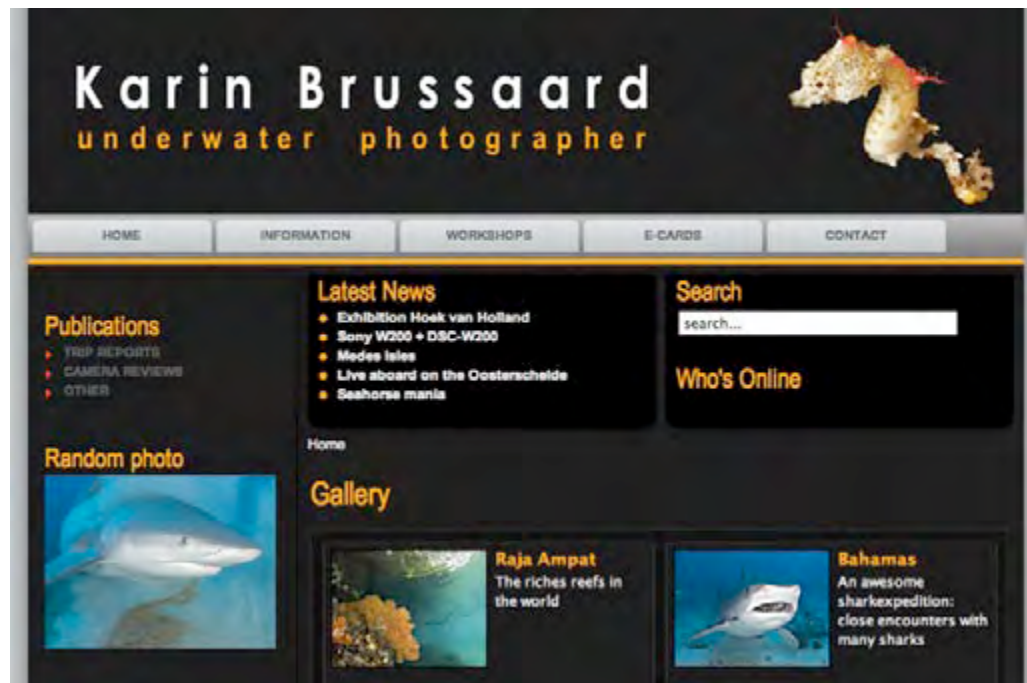 Karin Brussaard
underwater photographer
HOME INFORMATION WORKSHOPS E-CARDS CONTACT
Publications
TRIP REPORTS
CAMERA REVIEWS
OTHER
Random photo
Latest News
Exhibition Hoek van Holland
Sony W200 + DSC-W200
Medes Isles
Live aboard on the Oosterschelde
Seahorse mania
Search
search...
Who's Online
Home
Gallery
Raja Ampat
The riches reefs in
the world
Bahamas
An awesome
sharkexpedition:
close encounters with
many sharks